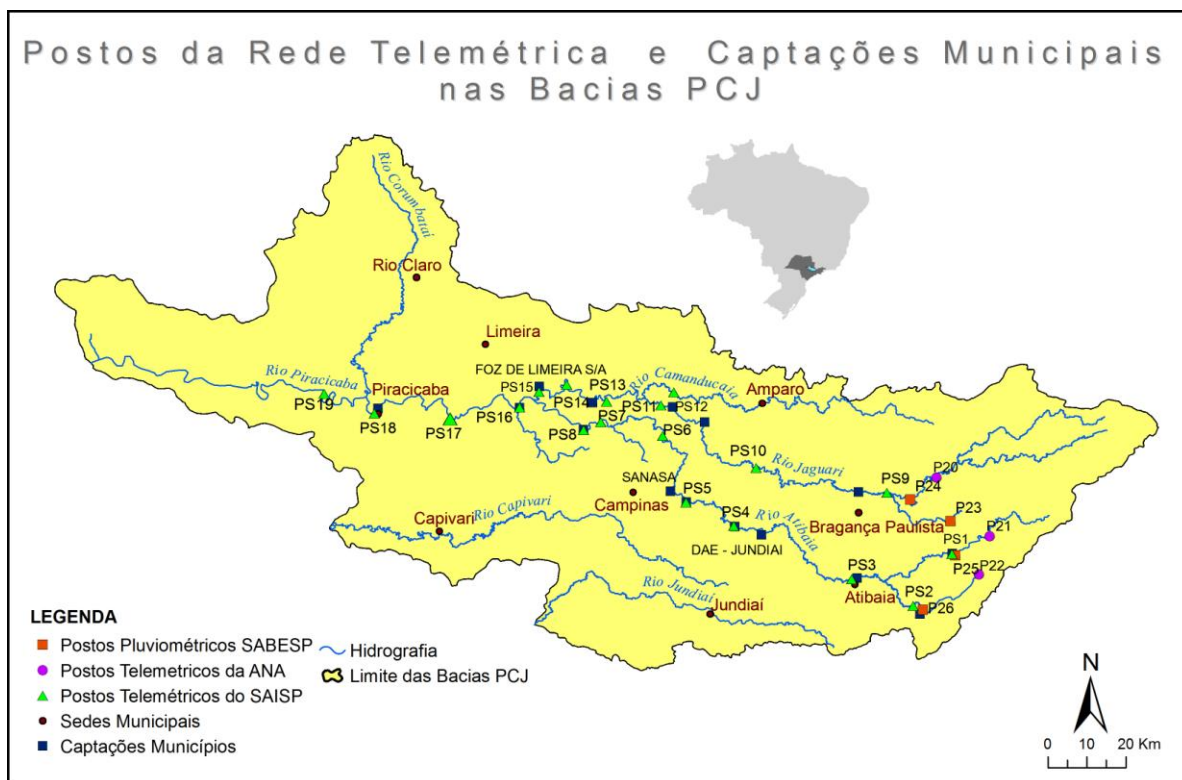 Postos da Rede Telemétrica e Captações Municipais
nas Bacias PCJ
Rio Corumbatai
Rio Claro
Limeira
FOZ DE LIMEIRA S/A
Rio Camanducaia
Amparo
Rio Piracicaba
Piracicaba
PS15
PS13
PS14
PS11
PS12
PS19
PS18
PS17
PS16
PS7
PS8
PS6
PS10
Rio Jaguari
PS9
P20
P24
SANASA
PS5
Campinas
Rio Capivari
Capivari
PS4
Rio Atibaia
Bragança Paulista
P23
P21
PS1
DAE - JUNDIAI
P25
P22
PS3
Atibaia
PS2
P26
Rio Jundiaí
Jundiaí
LEGENDA
Postos Pluviométricos SABESP
Hidrografia
Postos Telemetricos da ANA
Limite das Bacias PCJ
Postos Telemétricos do SAISP
Sedes Municipais
Captações Municípios
N
0 10 20 Km